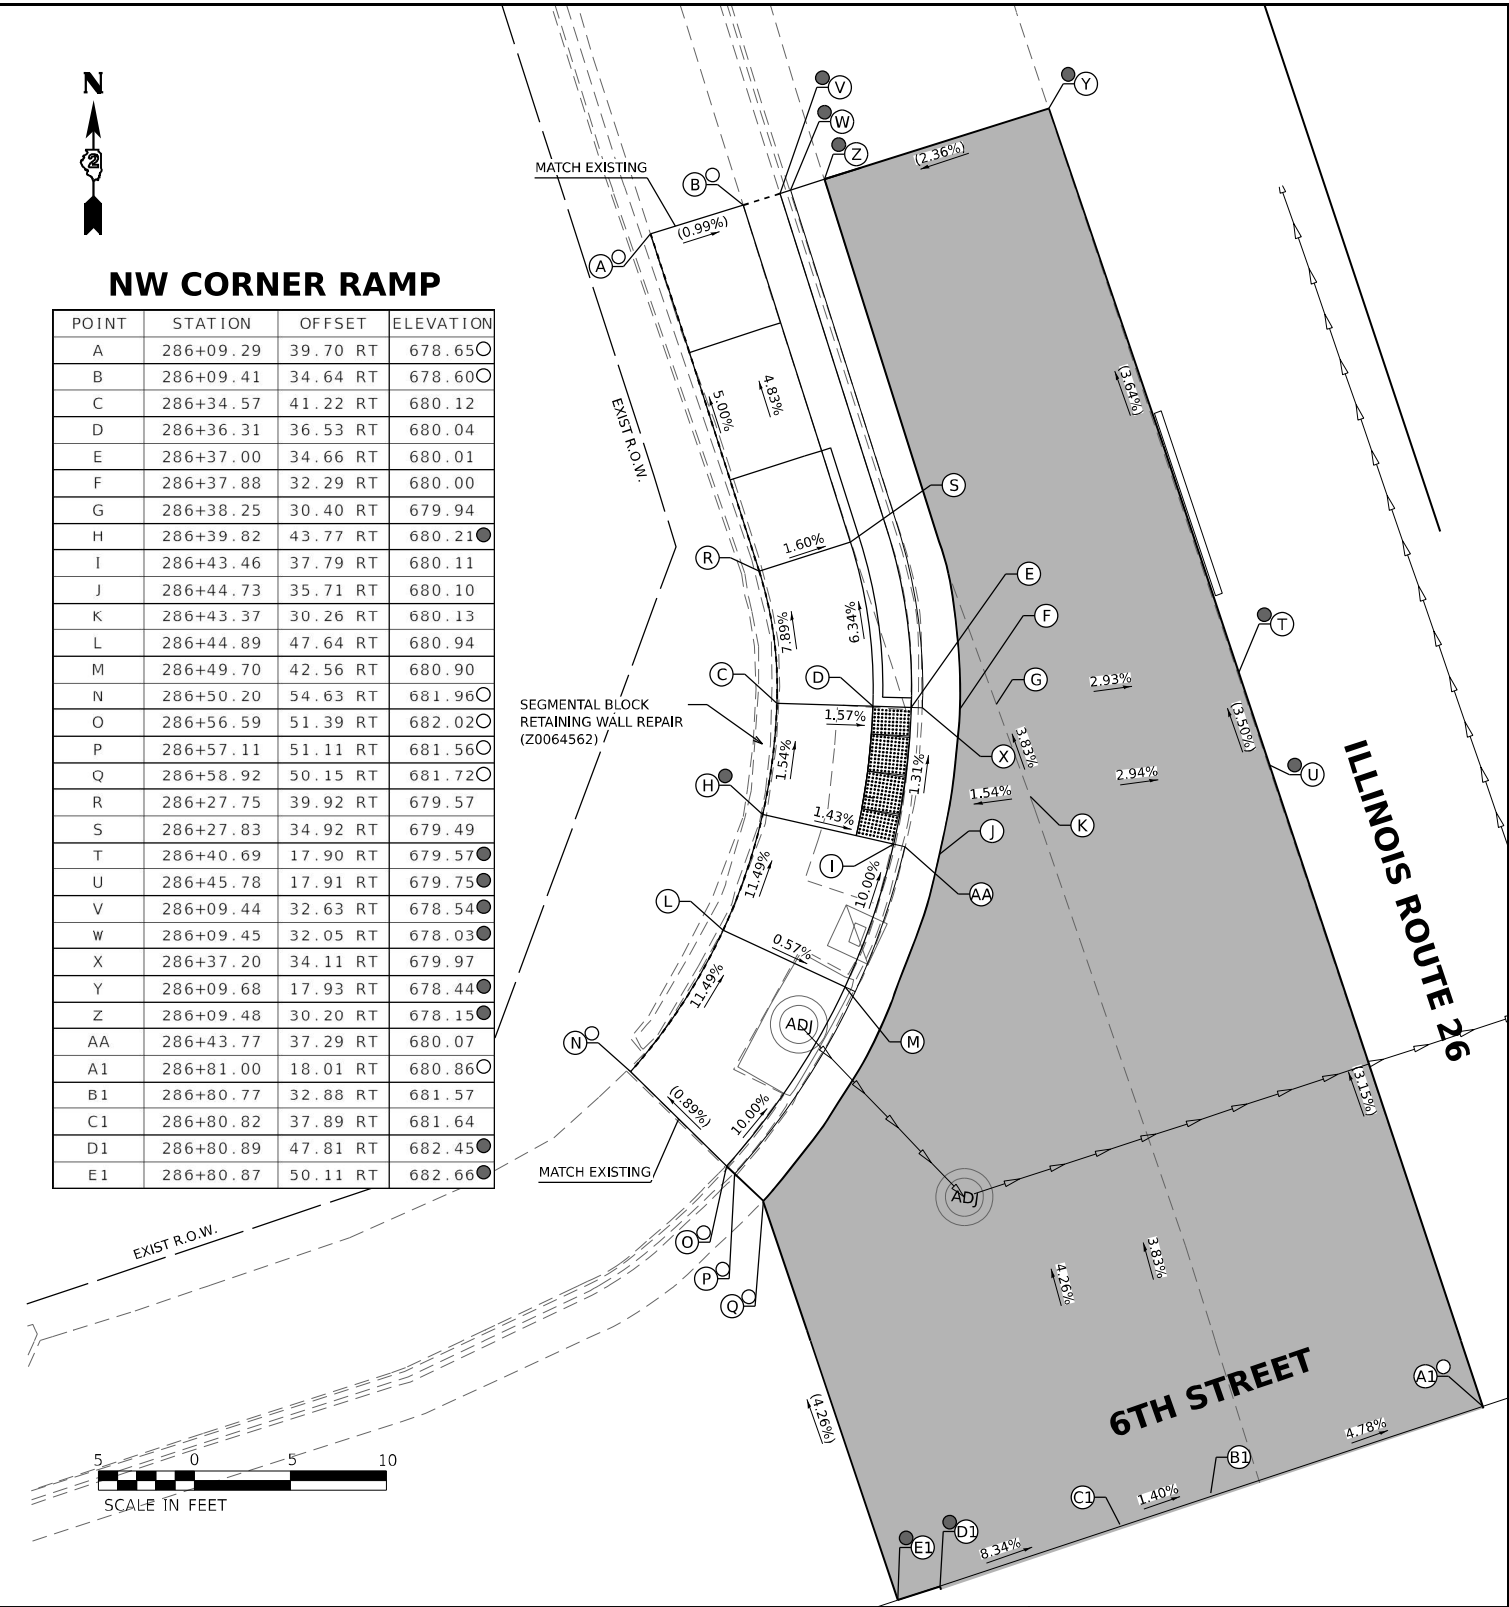 N
2
NW CORNER RAMP
POINT STATION OFFSET ELEVATION
A 286+09.29 39.70 RT 678.65
B 286+09.41 34.64 RT 678.60
C 286+34.57 41.22 RT 680.12
D 286+36.31 36.53 RT 680.04
E 286+37.00 34.66 RT 680.01
F 286+37.88 32.29 RT 680.00
G 286+38.25 30.40 RT 679.94
H 286+39.82 43.77 RT 680.21
I 286+43.46 37.79 RT 680.11
J 286+44.73 35.71 RT 680.10
K 286+43.37 30.26 RT 680.13
L 286+44.89 47.64 RT 680.94
M 286+49.70 42.56 RT 680.90
N 286+50.20 54.63 RT 681.96
O 286+56.59 51.39 RT 682.02
P 286+57.11 51.11 RT 681.56
Q 286+58.92 50.15 RT 681.72
R 286+27.75 39.92 RT 679.57
S 286+27.83 34.92 RT 679.49
T 286+40.69 17.90 RT 679.57
U 286+45.78 17.91 RT 679.75
V 286+09.44 32.63 RT 678.54
W 286+09.45 32.05 RT 678.03
X 286+37.20 34.11 RT 679.97
Y 286+09.68 17.93 RT 678.44
Z 286+09.48 30.20 RT 678.15
AA 286+43.77 37.29 RT 680.07
A1 286+81.00 18.01 RT 680.86
B1 286+80.77 32.88 RT 681.57
C1 286+80.82 37.89 RT 681.64
D1 286+80.89 47.81 RT 682.45
E1 286+80.87 50.11 RT 682.66
V
Y
W
Z
(2.36%)
MATCH EXISTING
B
(0.99%)
A
(3.64%)
5.00%
4.83%
EXIST R.O.W.
S
1.60%
R
E
F
T
7.89%
6.34%
C
D
G
2.93%
SEGMENTAL BLOCK
RETAINING WALL REPAIR
(Z0064562)
1.57%
(3.50%)
3.83%
X
1.54%
1.31%
2.94%
U
H
1.54%
1.43%
K
J
I
AA
11.49%
10.00%
L
0.57%
ILLINOIS ROUTE 26
11.49%
ADJ
N
M
(3.15%)
(0.89%)
10.00%
MATCH EXISTING
ADJ
EXIST R.O.W.
O
P
Q
4.26%
3.83%
6TH STREET
A1
(4.26%)
4.78%
B1
5 0 5 10
SCALE IN FEET
C1
1.40%
D1
E1
8.34%